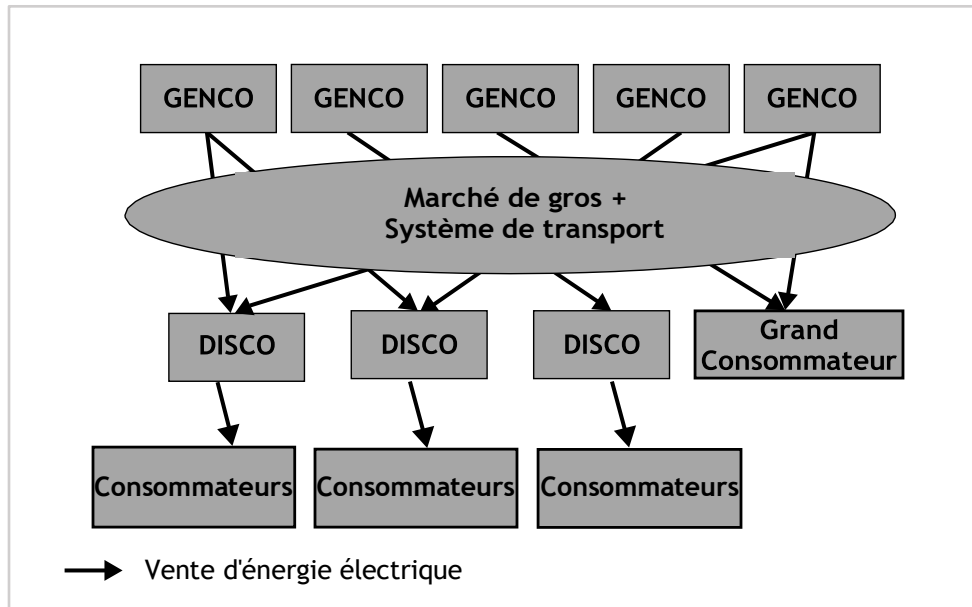 GENCO GENCO GENCO GENCO GENCO
Marché de gros +
Système de transport
DISCO DISCO DISCO Grand
Consommateur
Consommateurs Consommateurs Consommateurs
Vente d'énergie électrique